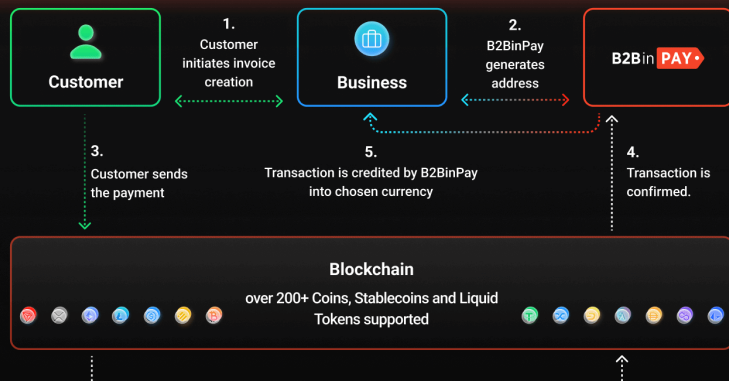 1.
Customer
initiates invoice
creation
2.
B2BinPay
generates
address
Customer
Business
B2Bin PAY
3.
Customer sends
the payment
5.
Transaction is credited by B2BinPay
into chosen currency
4.
Transaction is
confirmed.
Blockchain
over 200+ Coins, Stablecoins and Liquid
Tokens supported